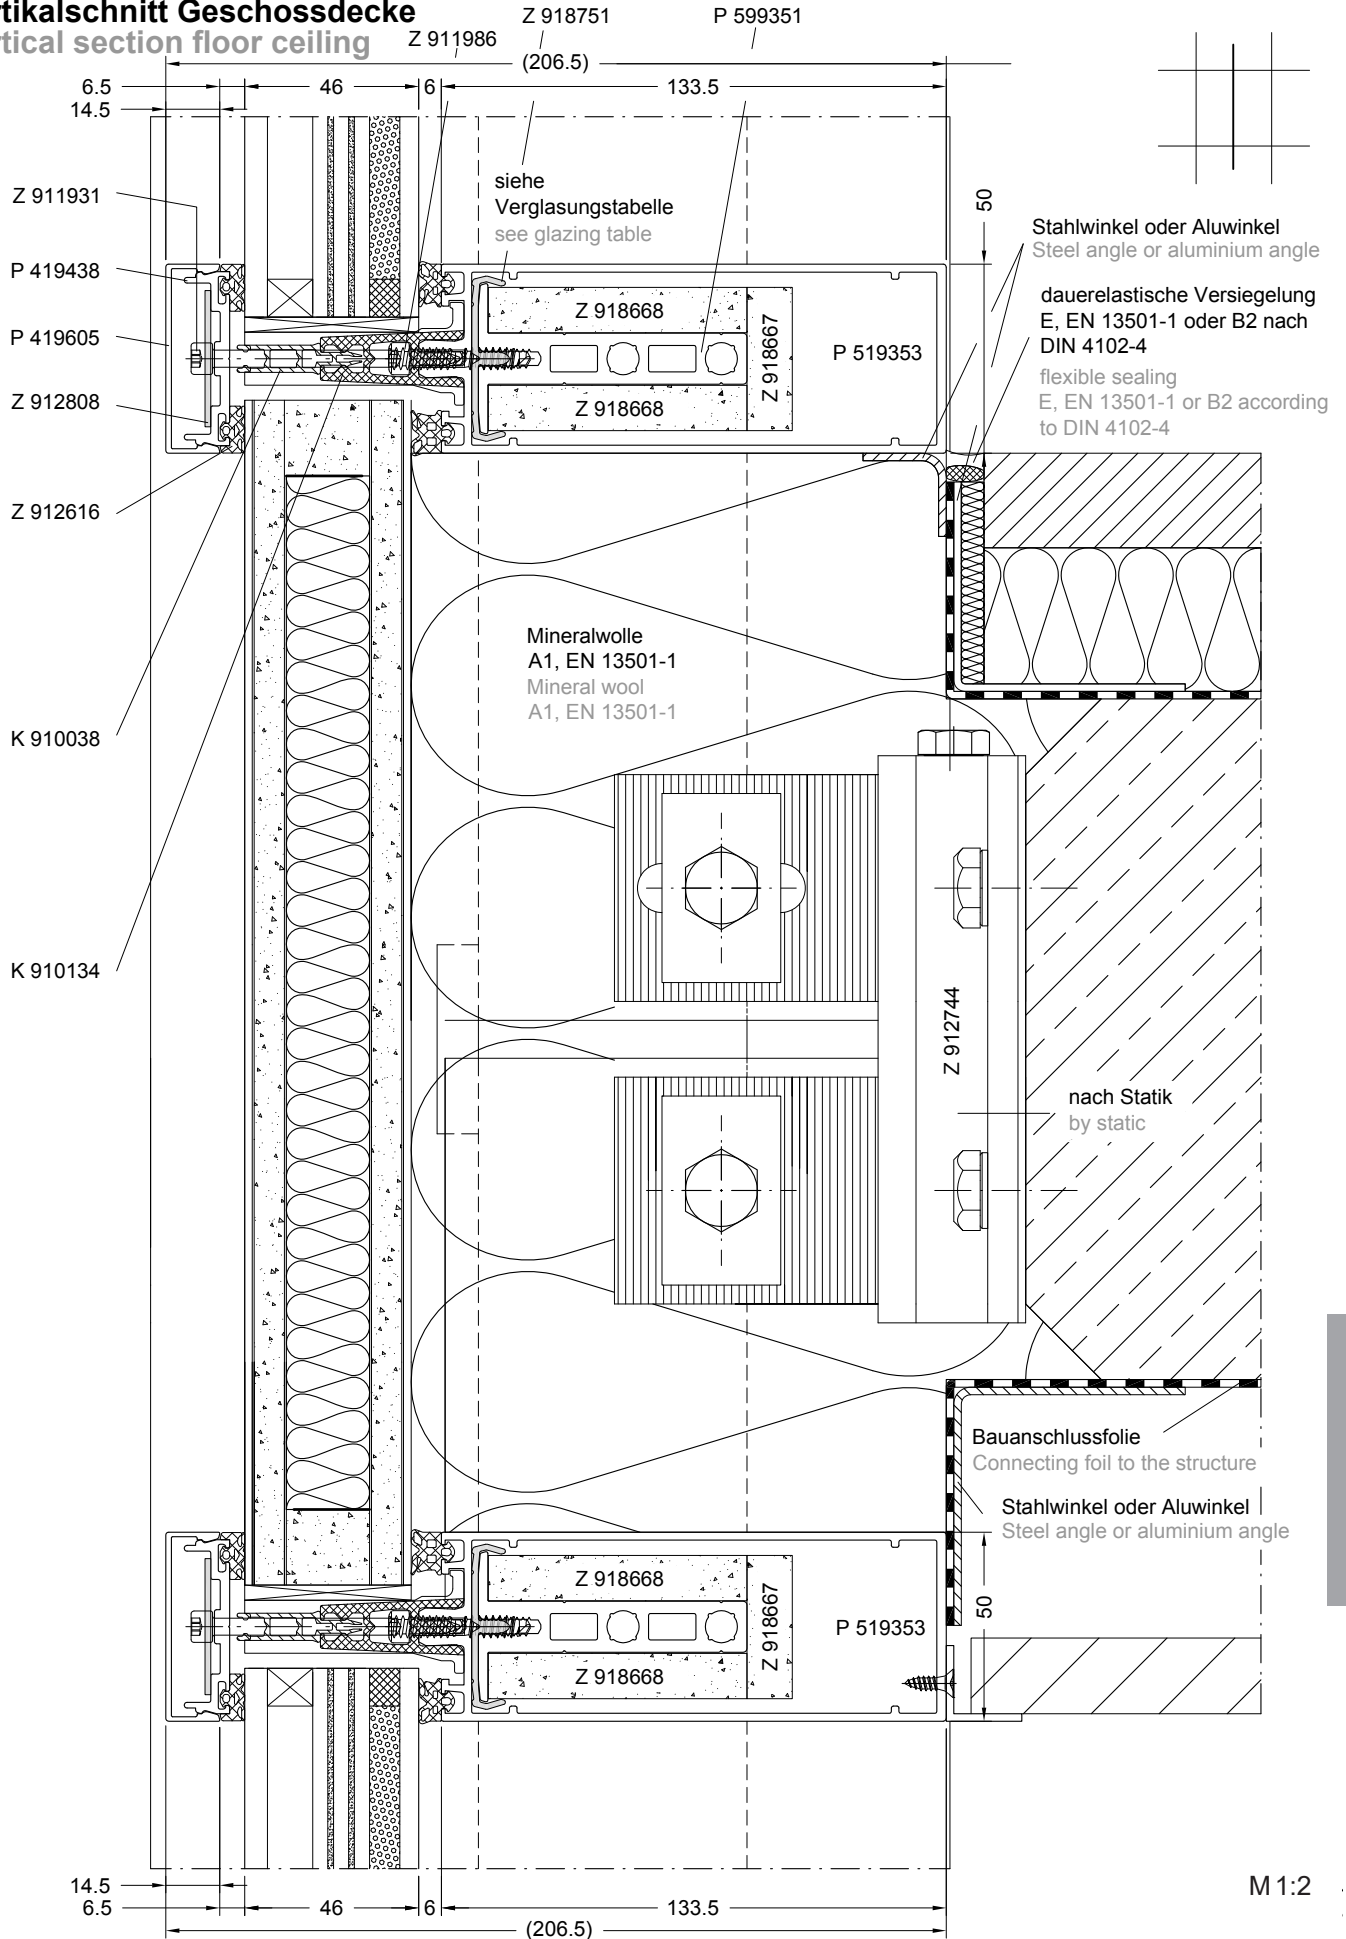 tikalschnitt Geschossdecke
tical section floor ceiling
Z 918751
P 599351
Z 911986
(206.5)
6.5
46
6
133.5
14.5
Z 911931
P 419438
P 419605
Z 912808
Z 912616
K 910038
K 910134
siehe
Verglasungstabelle
see glazing table
50
Stahlwinkel oder Aluwinkel
Steel angle or aluminium angle
dauerelastische Versiegelung
E, EN 13501-1 oder B2 nach
DIN 4102-4
flexible sealing
E, EN 13501-1 or B2 according
to DIN 4102-4
Z 918668
Z 918667
P 519353
Z 918668
Mineralwolle
A1, EN 13501-1
Mineral wool
A1, EN 13501-1
Z 912744
nach Statik
by static
Bauanschlussfolie
Connecting foil to the structure
Stahlwinkel oder Aluwinkel
Steel angle or aluminium angle
Z 918668
Z 918667
P 519353
Z 918668
50
14.5
6.5
46
6
133.5
(206.5)
M 1:2